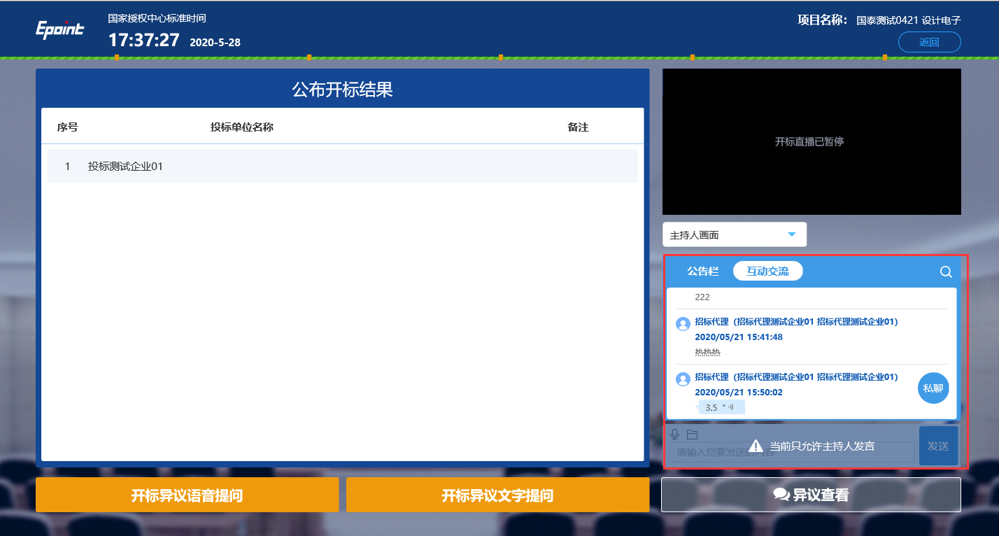 Epoint
国家授权中心标准时间
17:37:27 2020-5-28
项目名称： 国泰测试0421 设计电子
返回
公布开标结果
序号 投标单位名称 备注
1 投标测试企业01
开标直播已暂停
主持人画面
公告栏 互动交流
222
招标代理（招标代理测试企业01 招标代理测试企业01）
2020/05/21 15:41:48
热热热
招标代理（招标代理测试企业01 招标代理测试企业01）
2020/05/21 15:50:02
3.5 “
私聊
请输入您要发送的内容
当前只允许主持人发言
发送
开标异议语音提问
开标异议文字提问
异议查看